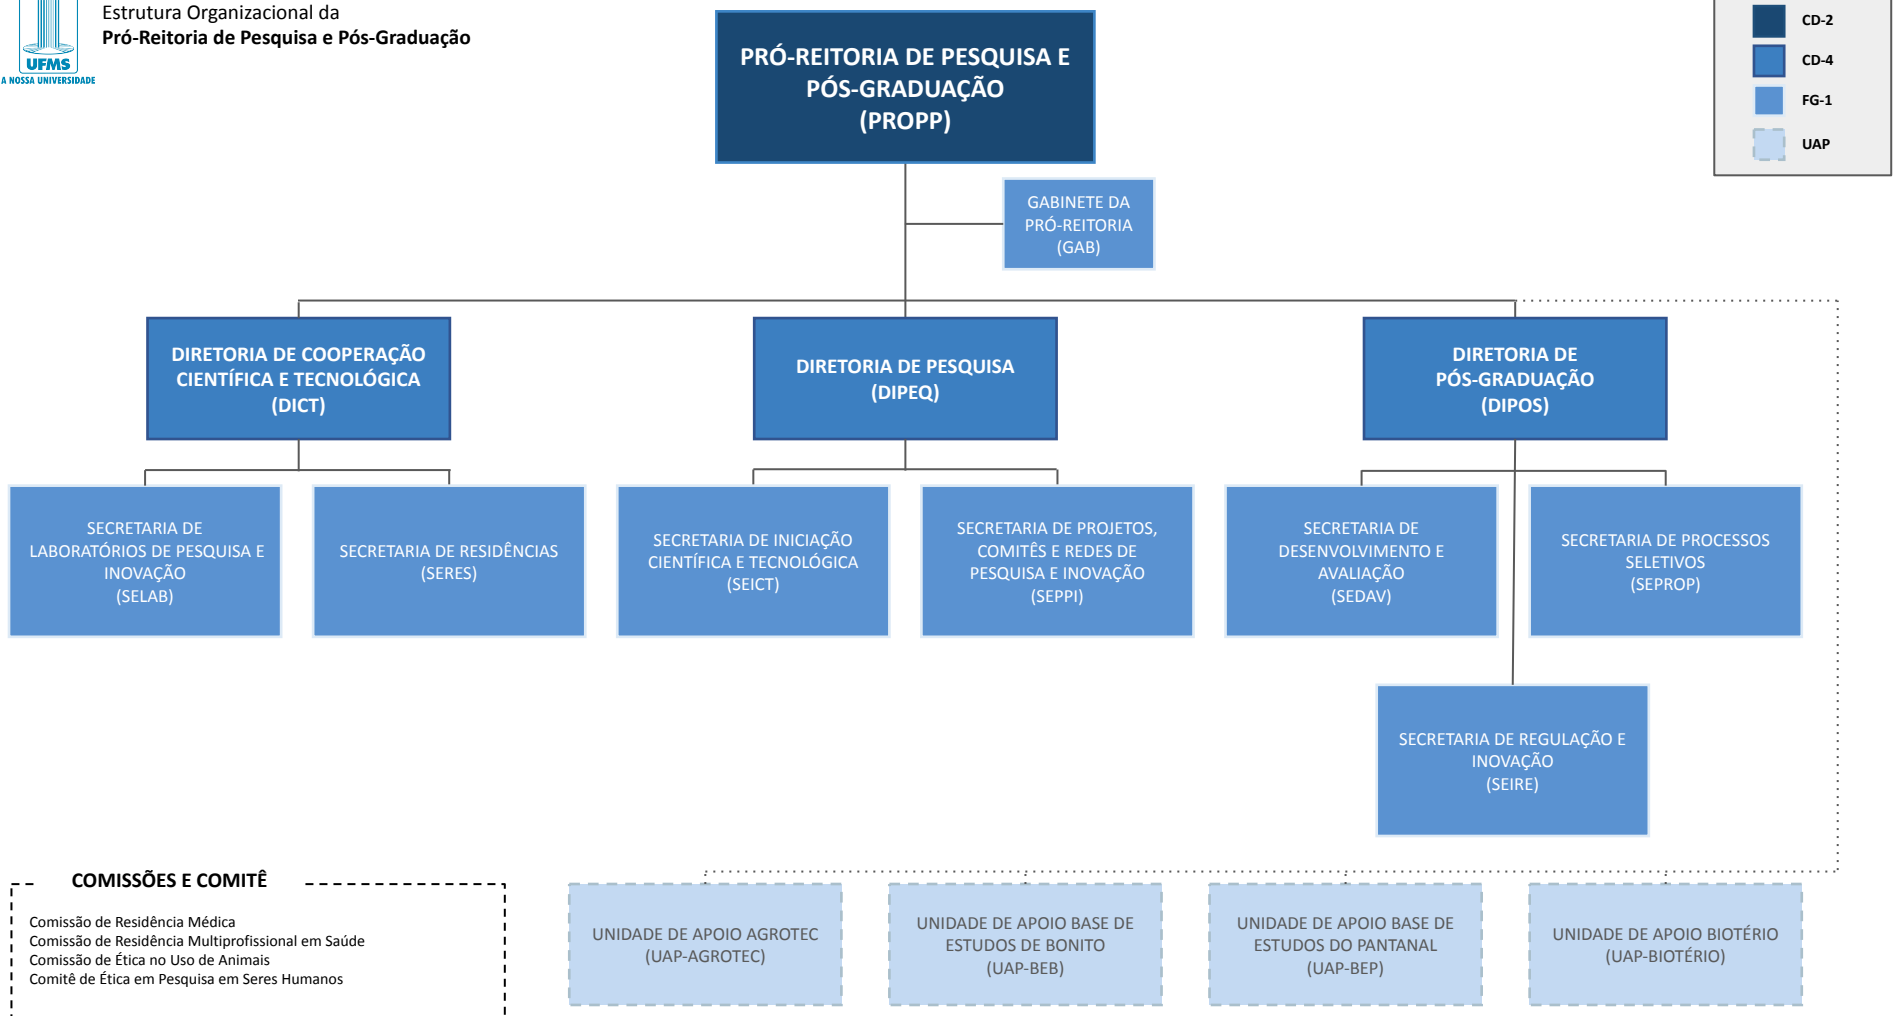 Estrutura Organizacional da
Pró-Reitoria de Pesquisa e Pós-Graduação
UFMS
A NOSSA UNIVERSIDADE
CD-2
CD-4
FG-1
UAP
PRÓ-REITORIA DE PESQUISA E
PÓS-GRADUAÇÃO
(PROPP)
GABINETE DA
PRÓ-REITORIA
(GAB)
DIRETORIA DE COOPERAÇÃO
CIENTÍFICA E TECNOLÓGICA
(DICT)
DIRETORIA DE PESQUISA
(DIPEQ)
DIRETORIA DE
PÓS-GRADUAÇÃO
(DIPOS)
SECRETARIA DE
LABORATÓRIOS DE PESQUISA E
INOVAÇÃO
(SELAB)
SECRETARIA DE RESIDÊNCIAS
(SERES)
SECRETARIA DE INICIAÇÃO
CIENTÍFICA E TECNOLÓGICA
(SEICT)
SECRETARIA DE PROJETOS,
COMITÊS E REDES DE
PESQUISA E INOVAÇÃO
(SEPPI)
SECRETARIA DE
DESENVOLVIMENTO E
AVALIAÇÃO
(SEDAV)
SECRETARIA DE PROCESSOS
SELETIVOS
(SEPROP)
SECRETARIA DE REGULAÇÃO E
INOVAÇÃO
(SEIRE)
COMISSÕES E COMITÊ
Comissão de Residência Médica
Comissão de Residência Multiprofissional em Saúde
Comissão de Ética no Uso de Animais
Comitê de Ética em Pesquisa em Seres Humanos
UNIDADE DE APOIO AGROTEC
(UAP-AGROTEC)
UNIDADE DE APOIO BASE DE
ESTUDOS DE BONITO
(UAP-BEB)
UNIDADE DE APOIO BASE DE
ESTUDOS DO PANTANAL
(UAP-BEP)
UNIDADE DE APOIO BIOTÉRIO
(UAP-BIOTÉRIO)